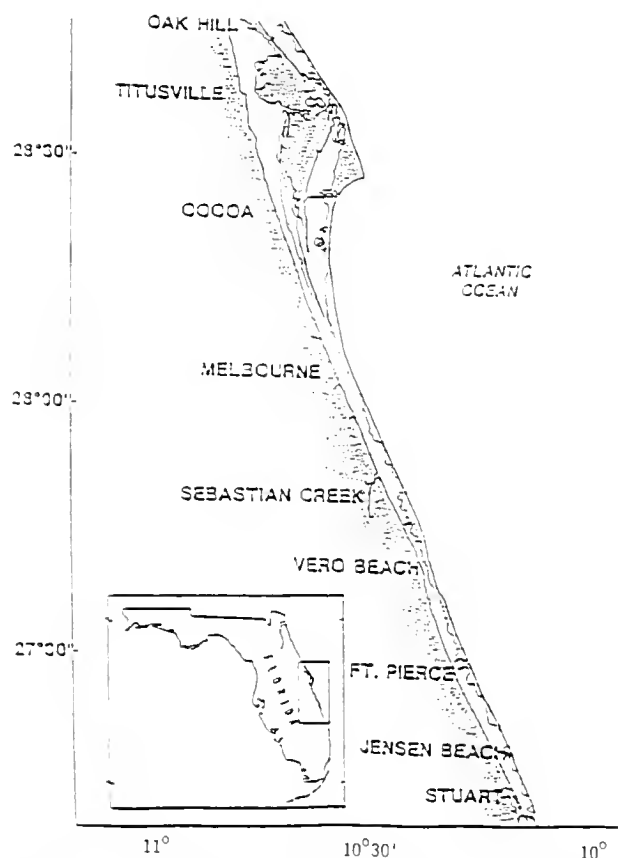 OAK HILL
TITUSVILLE
28°30'
COCOA
ATLANTIC
OCEAN
MELBOURNE
28°00'
SEBASTIAN CREEK
VERO BEACH
27°30'
FLORIDA
FT. PIERCE
JENSEN BEACH
STUART
11° 10°30' 10°